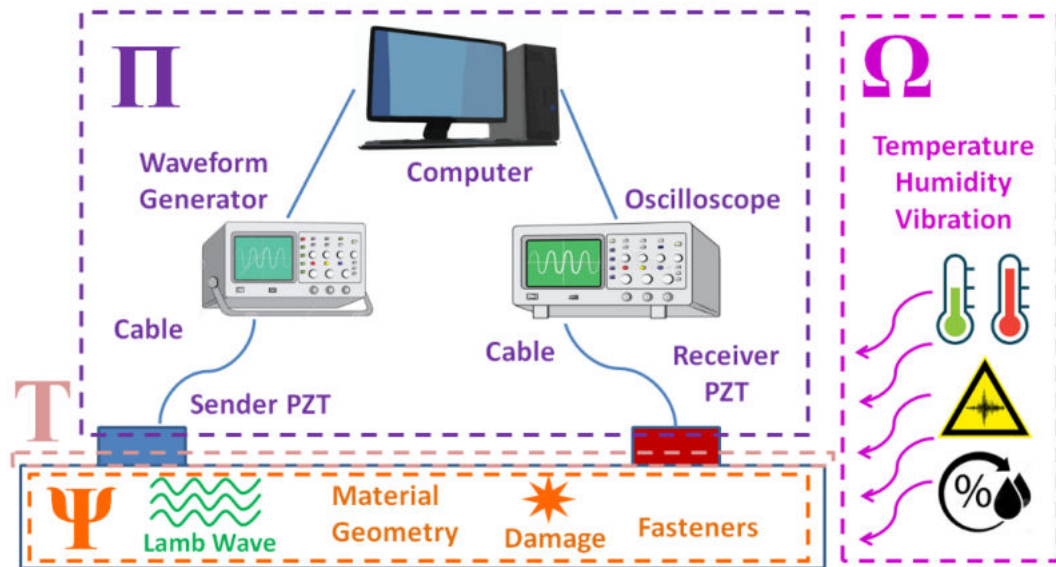 Π
Waveform
Generator
Computer
Oscilloscope
Cable
Cable
Receiver
PZT
Sender PZT
T
Ψ
Lamb Wave
Material
Geometry
Damage
Fasteners
Ω
Temperature
Humidity
Vibration
%